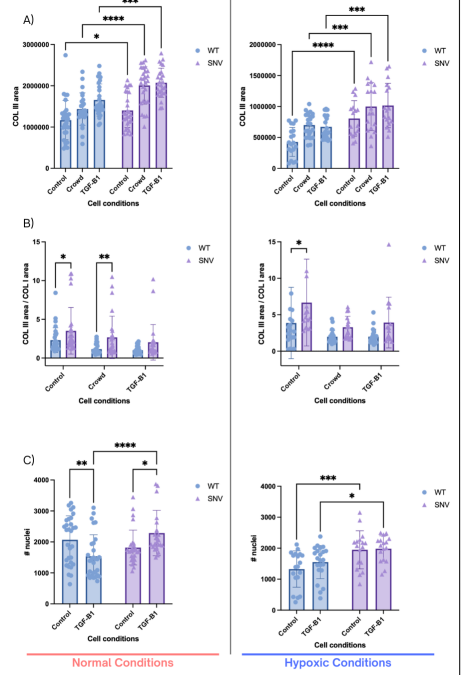 A)
***
****
*
COL III area
3000000
2000000
1000000
0
Control
Crowd
TGF-B1
Control
Crowd
TGF-B1
Cell conditions
WT
SNV
***
***
****
COL III area
2000000
1500000
1000000
500000
0
Control
Crowd
TGF-B1
Control
Crowd
TGF-B1
Cell conditions
WT
SNV
B)
COL III area / COL I area
15
10
5
0
*
**
Control
Crowd
TGF-B1
Cell conditions
WT
SNV
COL III area / COL I area
15
10
5
0
*
Control
Crowd
TGF-B1
Cell conditions
WT
SNV
C)
****
**
*
# nuclei
4000
3000
2000
1000
0
Control
TGF-B1
Control
TGF-B1
Cell conditions
WT
SNV
***
*
# nuclei
4000
3000
2000
1000
0
Control
TGF-B1
Control
TGF-B1
Cell conditions
WT
SNV
Normal Conditions
Hypoxic Conditions